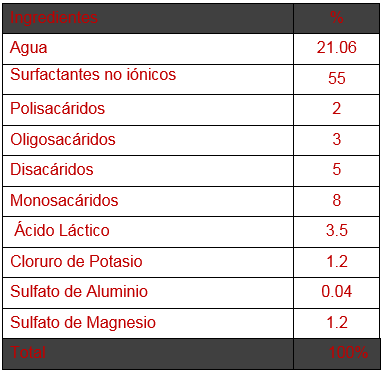 Ingredientes %
Agua 21.06
Surfactantes no iónicos 55
Polisacáridos 2
Oligosacáridos 3
Disacáridos 5
Monosacáridos 8
Ácido Láctico 3.5
Cloruro de Potasio 1.2
Sulfato de Aluminio 0.04
Sulfato de Magnesio 1.2
Total 100%